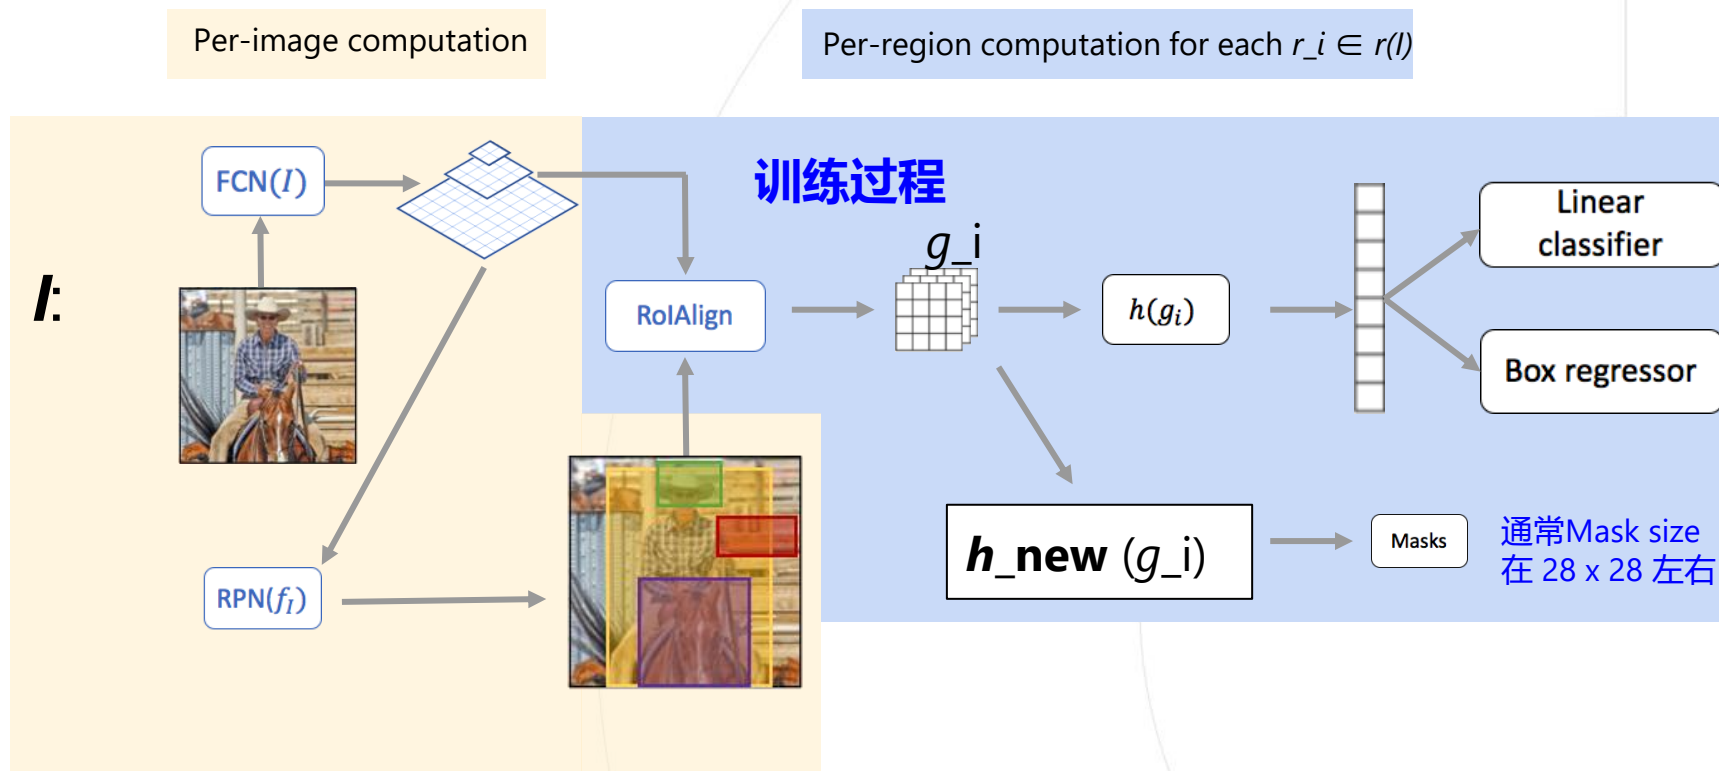 Per-image computation
Per-region computation for each r_i ∈ r(I)
训练过程
FCN(I)
g_i
Linear
classifier
I:
RoIAlign
h(g_i)
Box regressor
h_new (g_i)
Masks
通常Mask size
在 28 x 28 左右
RPN(f_I)